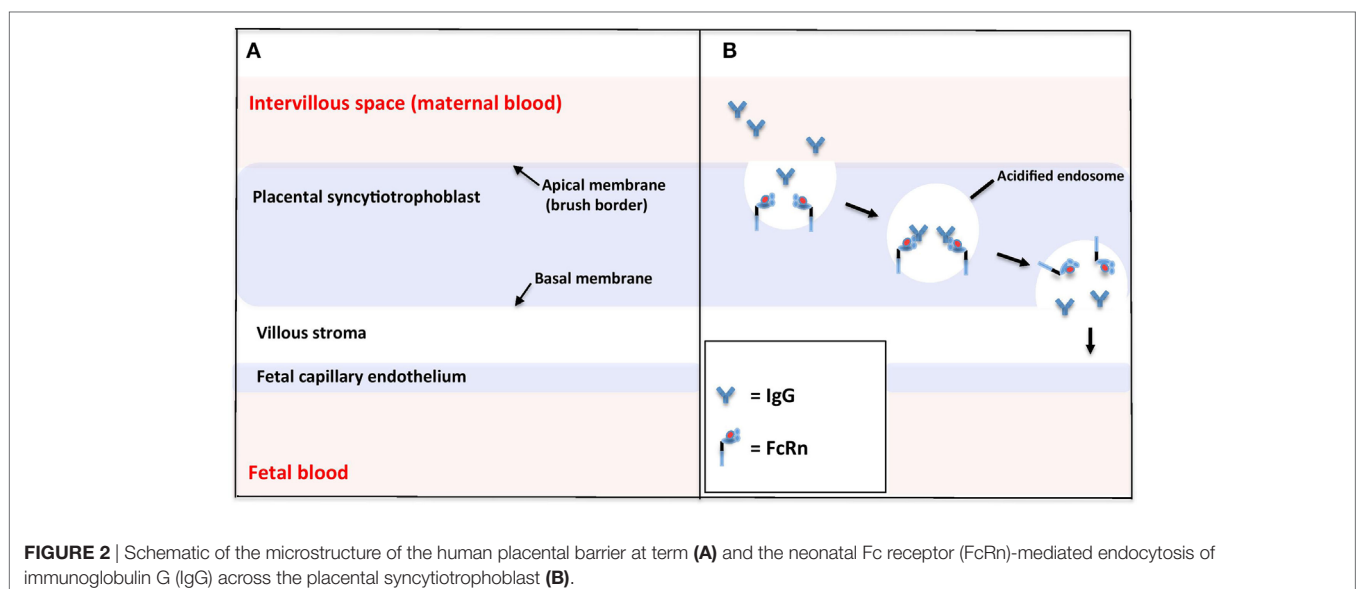 A
Intervillous space (maternal blood)
Placental syncytiotrophoblast
Apical membrane
(brush border)
Basal membrane
Villous stroma
Fetal capillary endothelium
Fetal blood
B
Acidified endosome
= IgG
= FcRn
FIGURE 2 | Schematic of the microstructure of the human placental barrier at term (A) and the neonatal Fc receptor (FcRn)-mediated endocytosis of
immunoglobulin G (IgG) across the placental syncytiotrophoblast (B).